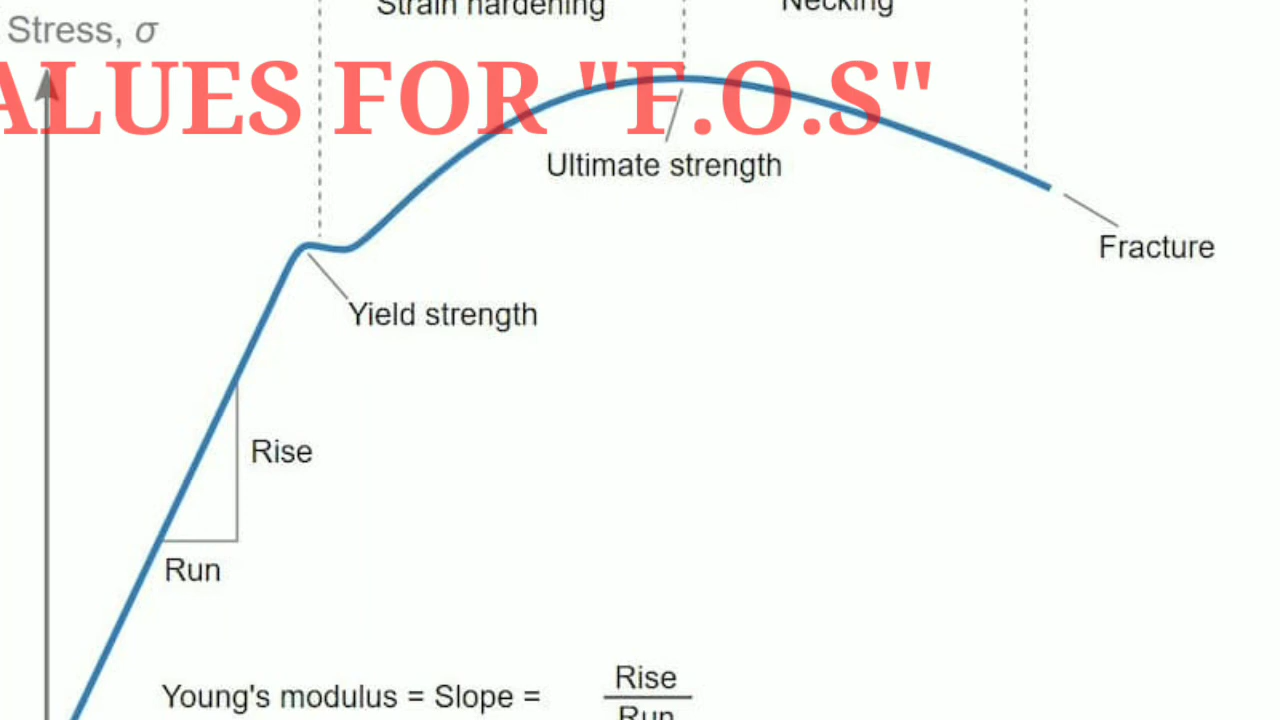 Strain hardening
Necking
Stress, σ
ALUES FOR "F.O.S"
Ultimate strength
Fracture
Yield strength
Rise
Run
Young's modulus = Slope =
Rise
Run